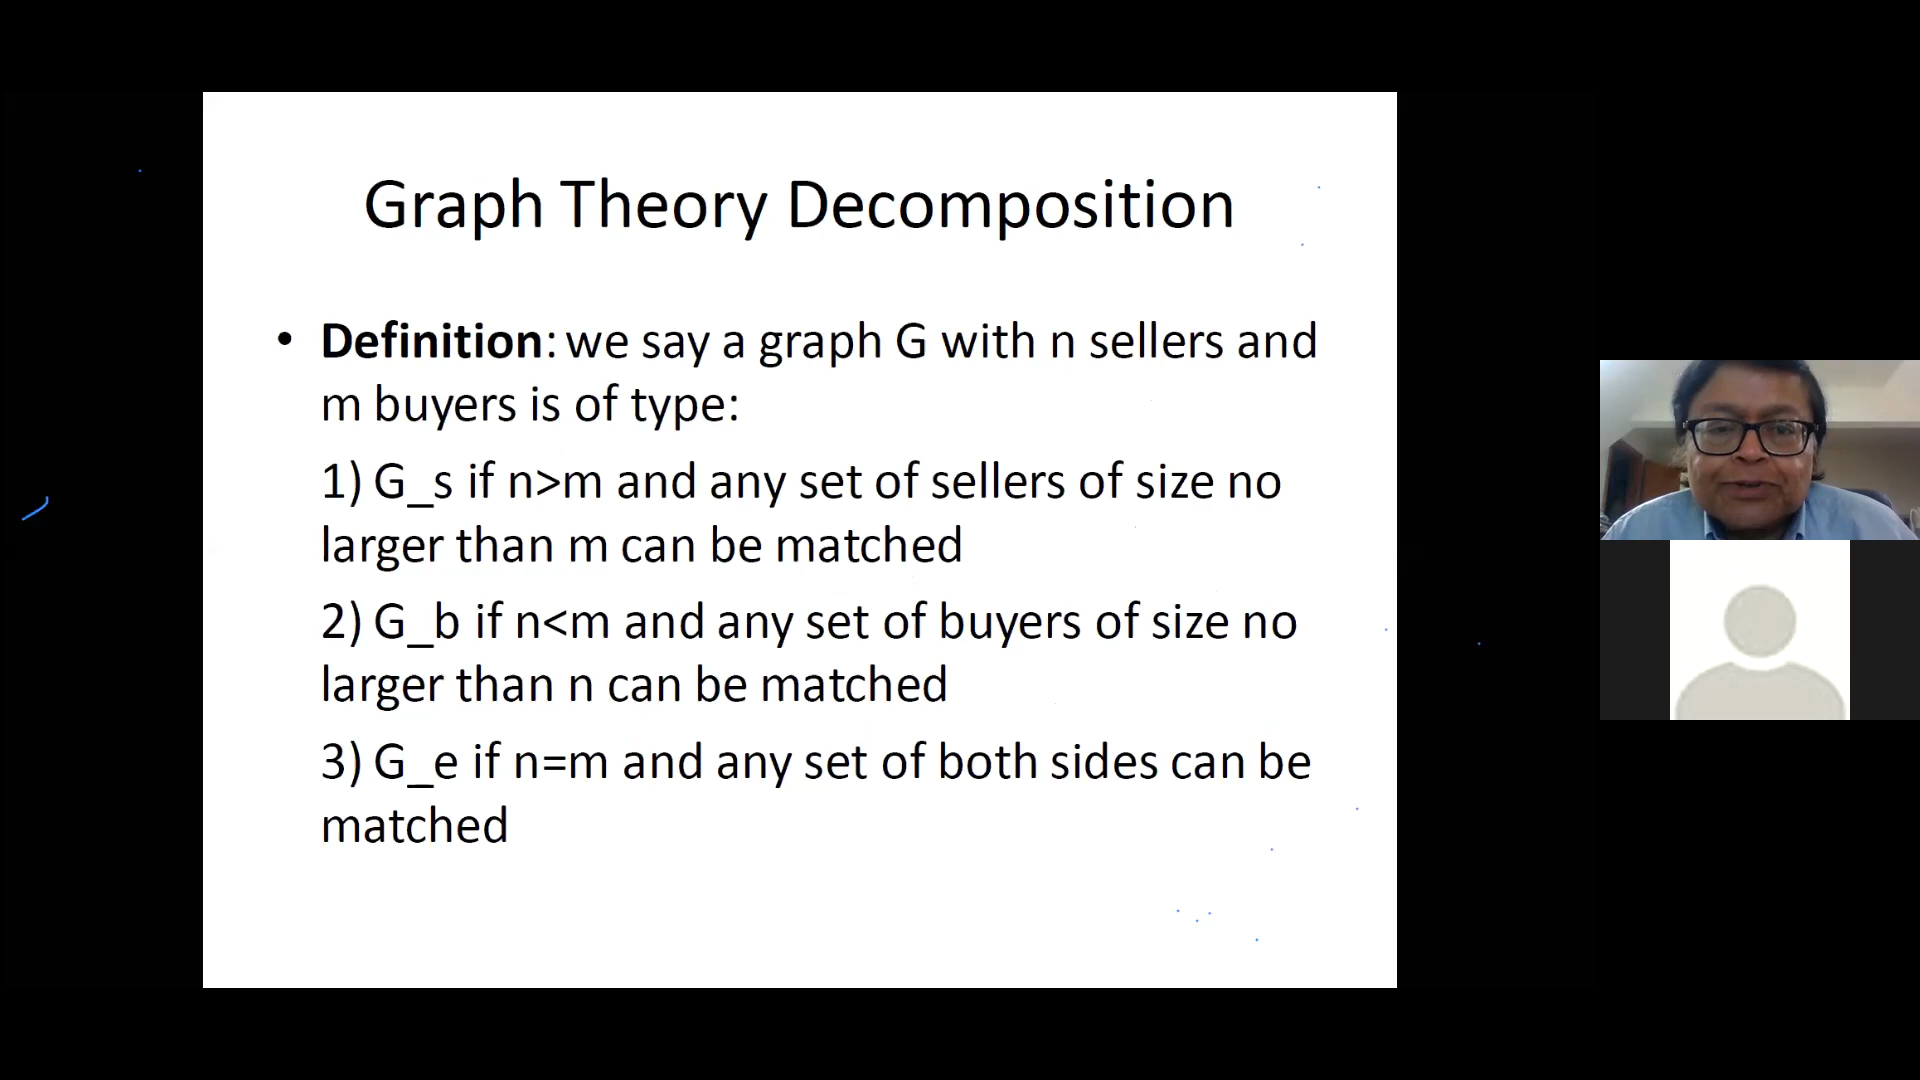 Graph Theory Decomposition
• Definition: we say a graph G with n sellers and
m buyers is of type:
1) G_s if n>m and any set of sellers of size no
larger than m can be matched
2) G_b if n<m and any set of buyers of size no
larger than n can be matched
3) G_e if n=m and any set of both sides can be
matched